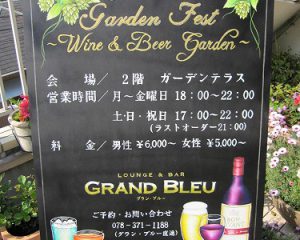 Garden Fest
~Wine & Beer Garden~
会 場／2階 ガーデンテラス
営業時間／月～金曜日 18:00～22:00
土・日・祝日 17:00～22:00
(ラストオーダー21:00)
料 金／ 男性 ¥6,000～ 女性 ¥5,000～
LOUNGE & BAR
GRAND BLEU
グラン・ブルー
ご予約・お問い合わせ
078-371-1188
(グラン・ブルー直通)